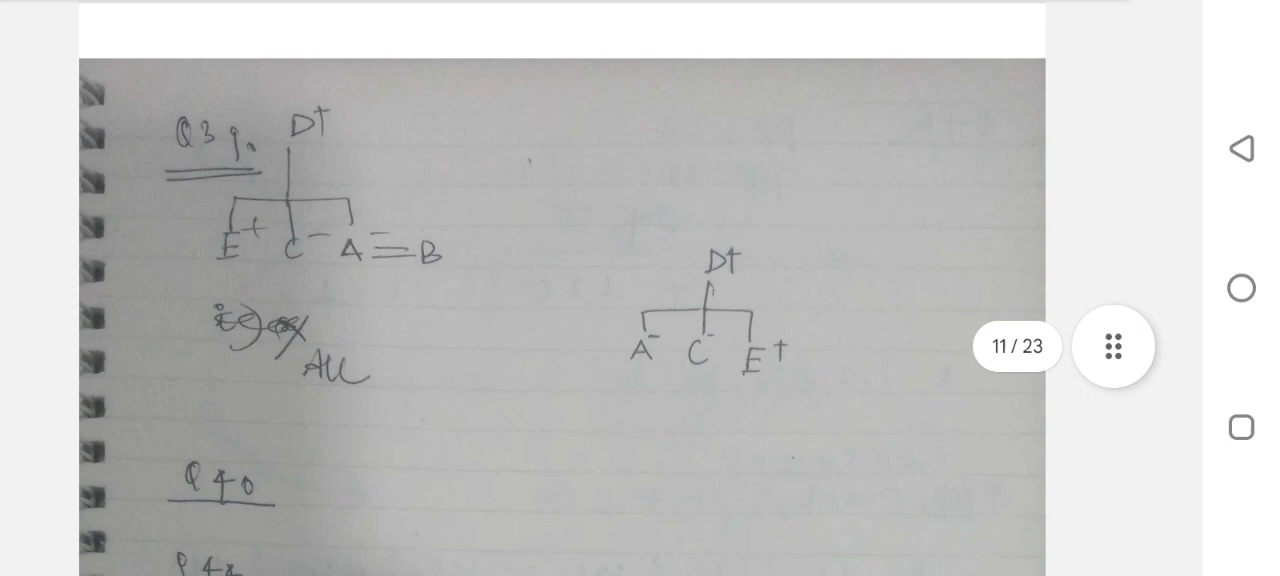 Q39.
D+
E+ C- A- = B
All
D+
A- C- E+
11 / 23
Q40